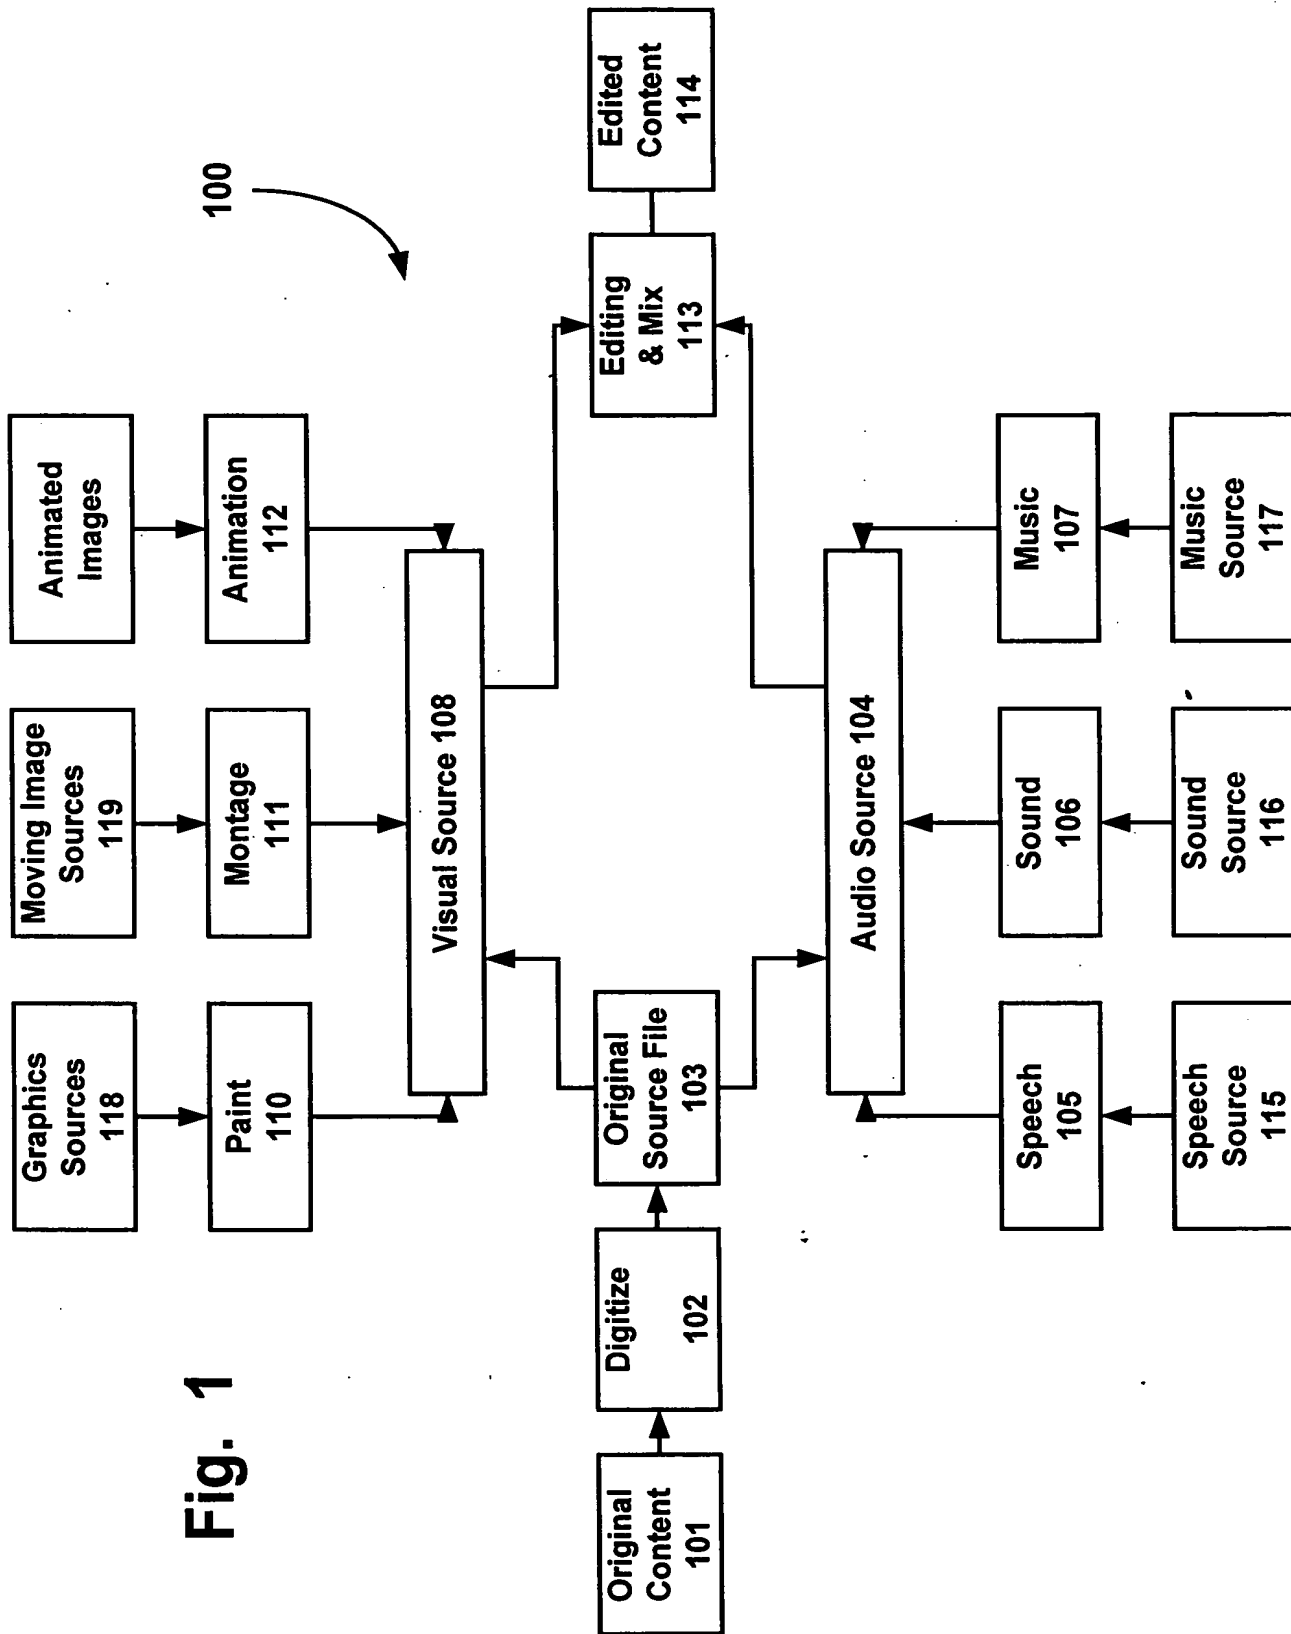 Graphics
Sources
118
Moving Image
Sources
119
Animated
Images
Paint
110
Montage
111
Animation
112
100
Visual Source 108
Original
Content
101
Digitize
102
Original
Source File
103
Editing
& Mix
113
Edited
Content
114
Audio Source 104
Speech
105
Sound
106
Music
107
Speech
Source
115
Sound
Source
116
Music
Source
117
Fig. 1